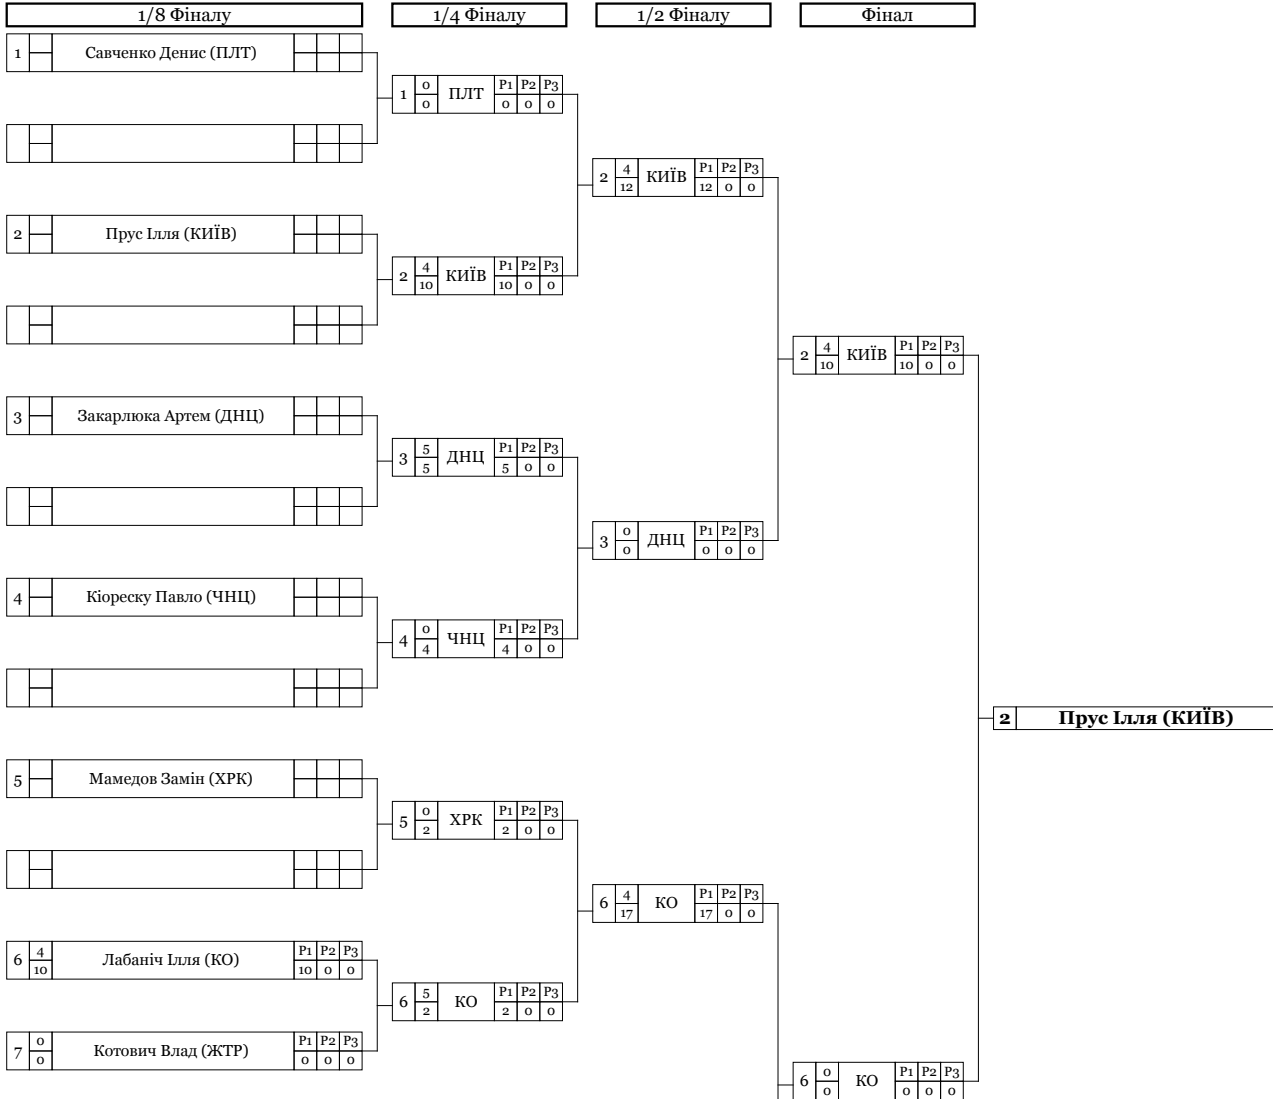 1/8 Фіналу 1/4 Фіналу 1/2 Фіналу Фінал
1 Савченко Денис (ПЛТ)
1 0 0 ПЛТ P1 P2 P3 0 0 0
2 4 12 КИЇВ P1 P2 P3 12 0 0
2 Прус Ілля (КИЇВ)
2 4 10 КИЇВ P1 P2 P3 10 0 0
2 4 10 КИЇВ P1 P2 P3 10 0 0
3 Закарлюка Артем (ДНЦ)
3 5 5 ДНЦ P1 P2 P3 5 0 0
3 0 0 ДНЦ P1 P2 P3 0 0 0
4 Кіореску Павло (ЧНЦ)
4 0 4 ЧНЦ P1 P2 P3 4 0 0
2 Прус Ілля (КИЇВ)
5 Мамедов Замін (ХРК)
5 0 2 ХРК P1 P2 P3 2 0 0
6 4 17 КО P1 P2 P3 17 0 0
6 4 10 Лабаніч Ілля (КО) P1 P2 P3 10 0 0
6 5 2 КО P1 P2 P3 2 0 0
7 0 0 Котович Влад (ЖТР) P1 P2 P3 0 0 0
6 0 0 КО P1 P2 P3 0 0 0